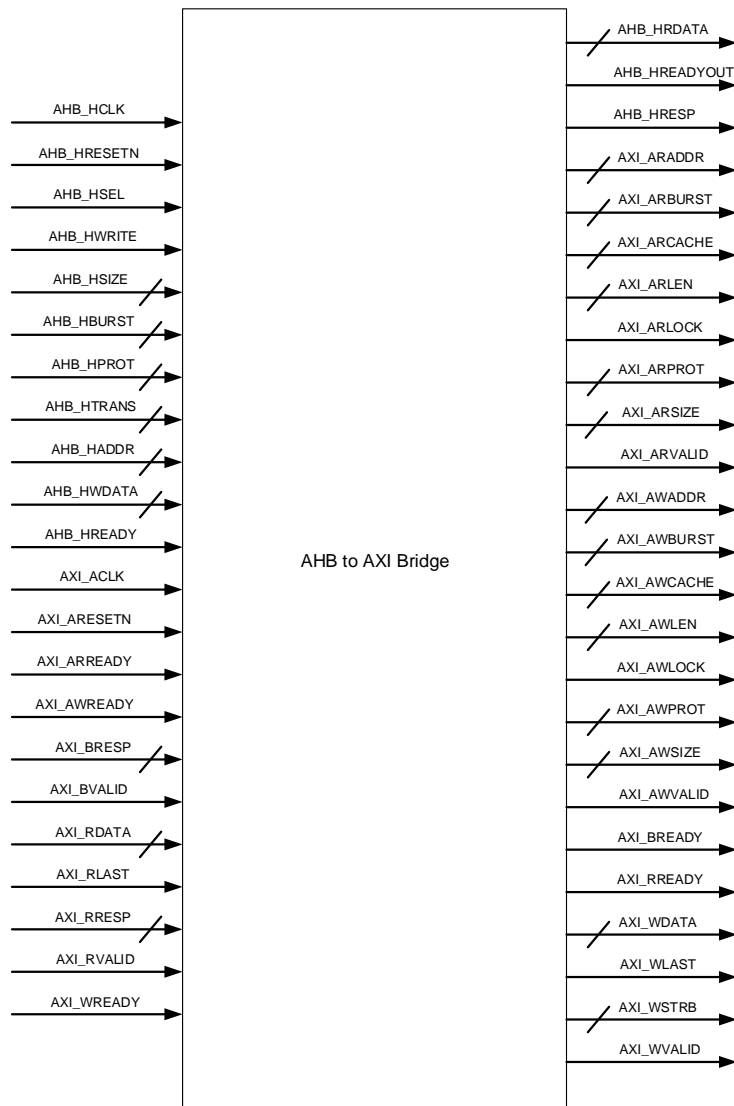 AHB_HCLK
AHB_HRESETN
AHB_HSEL
AHB_HWRITE
AHB_HSIZE
AHB_HBURST
AHB_HPROT
AHB_HTRANS
AHB_HADDR
AHB_HWDATA
AHB_HREADY
AXI_ACLK
AXI_ARESETN
AXI_ARREADY
AXI_AWREADY
AXI_BRESP
AXI_BVALID
AXI_RDATA
AXI_RLAST
AXI_RRESP
AXI_RVALID
AXI_WREADY
AHB to AXI Bridge
AHB_HRDATA
AHB_HREADYOUT
AHB_HRESP
AXI_ARADDR
AXI_ARBURST
AXI_ARCACHE
AXI_ARLEN
AXI_ARLOCK
AXI_ARPROT
AXI_ARSIZE
AXI_ARVALID
AXI_AWADDR
AXI_AWBURST
AXI_AWCACHE
AXI_AWLEN
AXI_AWLOCK
AXI_AWPROT
AXI_AWSIZE
AXI_AWVALID
AXI_BREADY
AXI_RREADY
AXI_WDATA
AXI_WLAST
AXI_WSTRB
AXI_WVALID